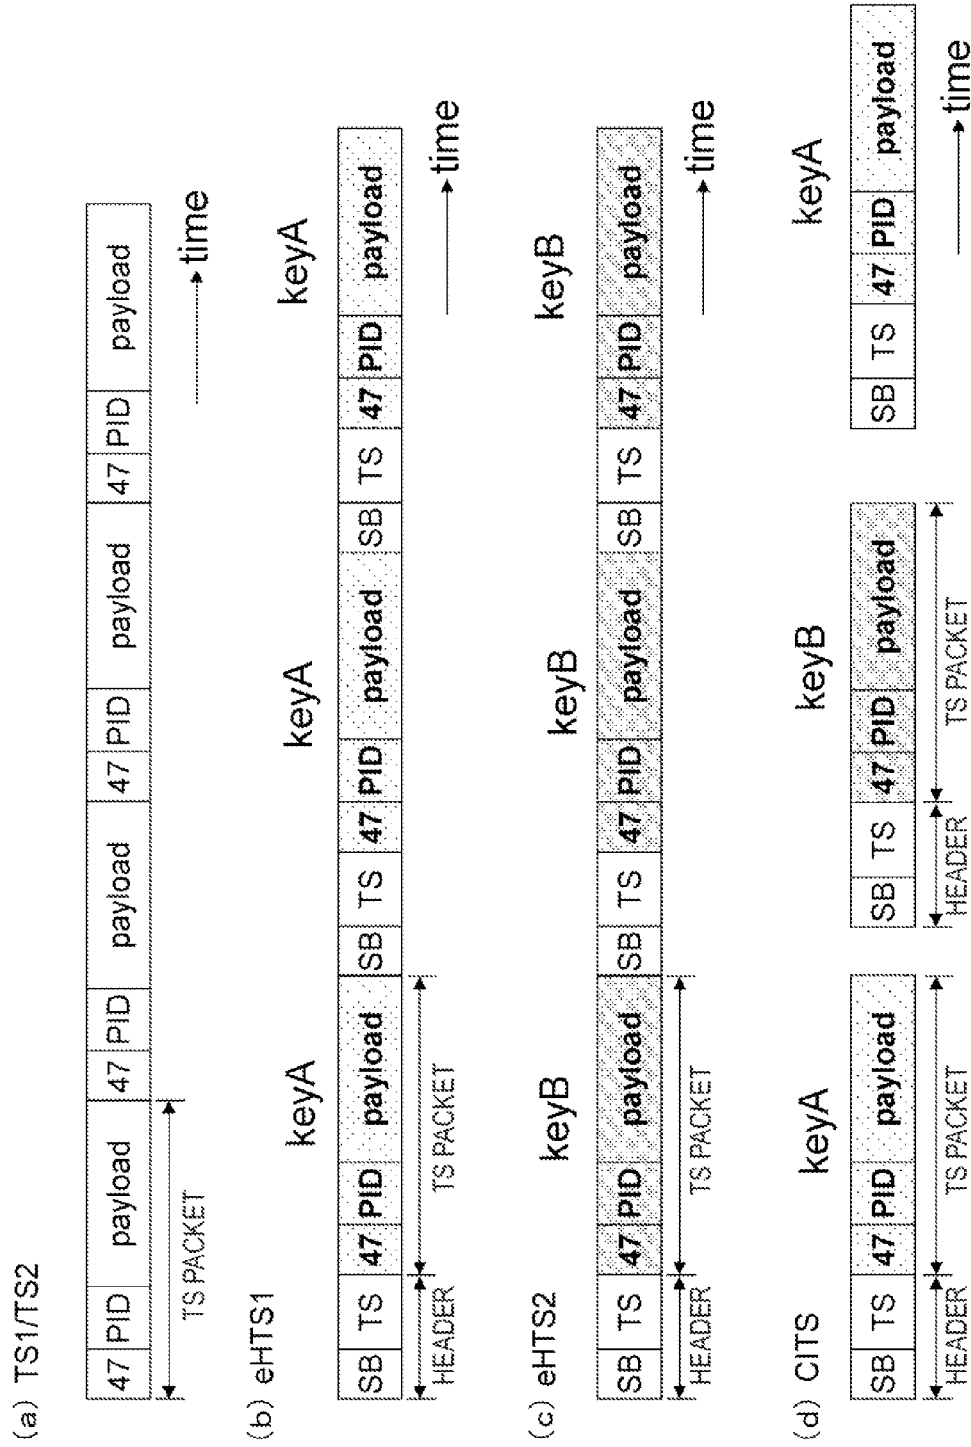 (a) TS1/TS2
47 PID payload 47 PID payload 47 PID payload 47 PID payload
TS PACKET
time
(b) eHTS1
keyA keyA keyA
SB TS 47 PID payload SB TS 47 PID payload SB TS 47 PID payload
HEADER TS PACKET
time
(c) eHTS2
keyB keyB keyB
SB TS 47 PID payload SB TS 47 PID payload SB TS 47 PID payload
HEADER TS PACKET
time
(d) CITS
keyA keyB keyA
SB TS 47 PID payload SB TS 47 PID payload SB TS 47 PID payload
HEADER TS PACKET HEADER TS PACKET
time